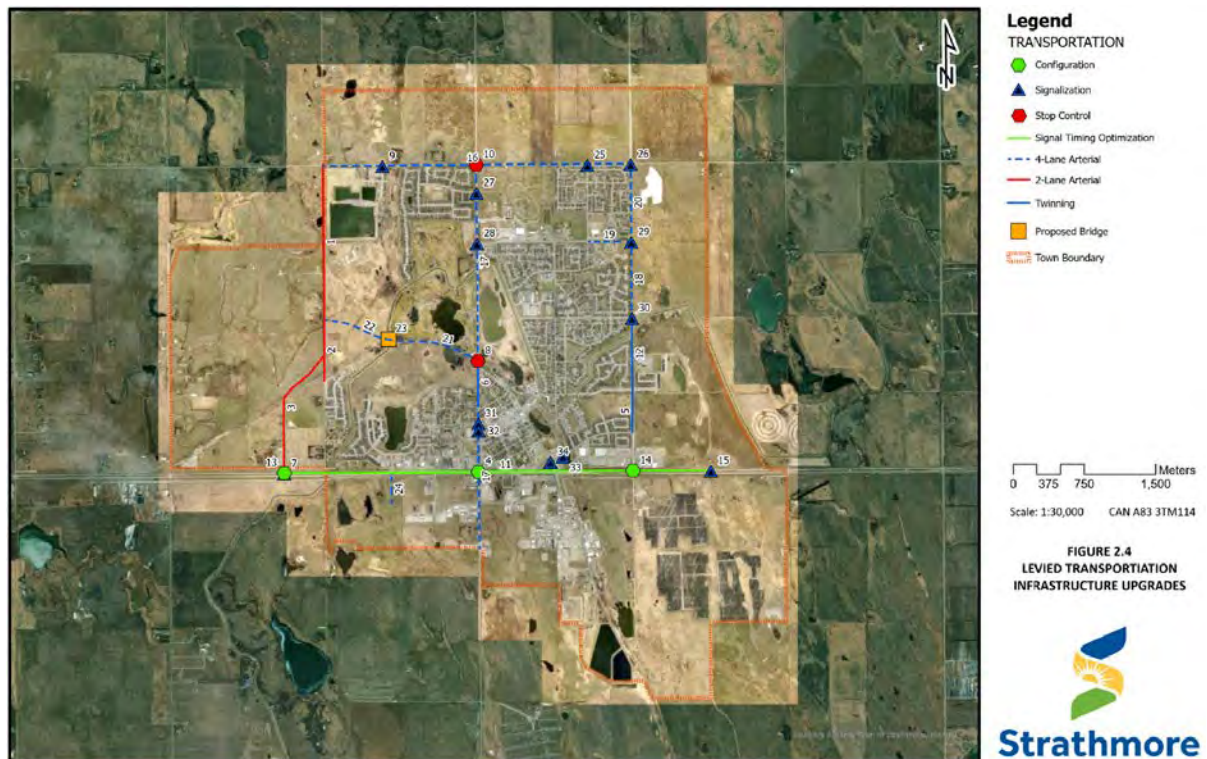 Legend
TRANSPORTATION
Configuration
Signalization
Stop Control
Signal Timing Optimization
4-Lane Arterial
2-Lane Arterial
Twinning
Proposed Bridge
Town Boundary
N
9
16
10
25
26
27
20
28
19
29
1
17
18
22
23
21
30
2
8
12
6
3
31
32
5
13
7
4
11
34
33
14
15
17
24
Meters
0 375 750 1,500
Scale: 1:30,000 CAN A83 3TM114
FIGURE 2.4
LEVIED TRANSPORTIATION
INFRASTRUCTURE UPGRADES
Strathmore